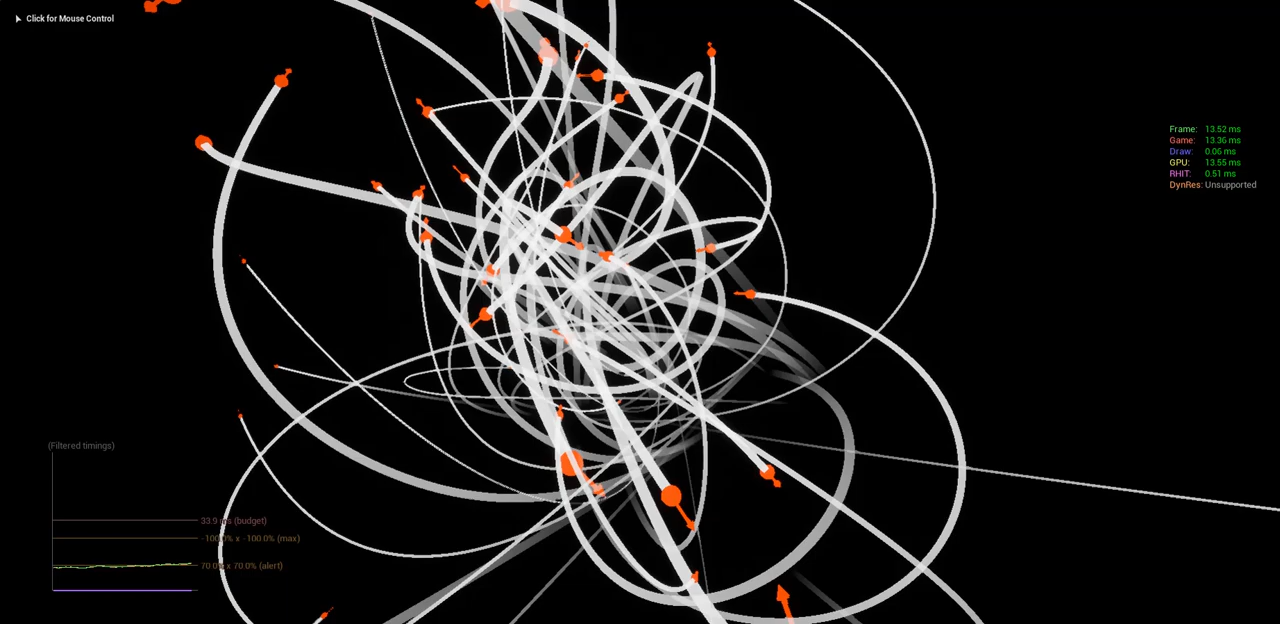 Click for Mouse Control
Frame: 13.52 ms
Game: 13.36 ms
Draw: 0.06 ms
GPU: 13.55 ms
RHIT: 0.51 ms
DynRes: Unsupported
(Filtered timings)
33.9 ms (budget)
-100.0% x -100.0% (max)
70.0% x 70.0% (alert)